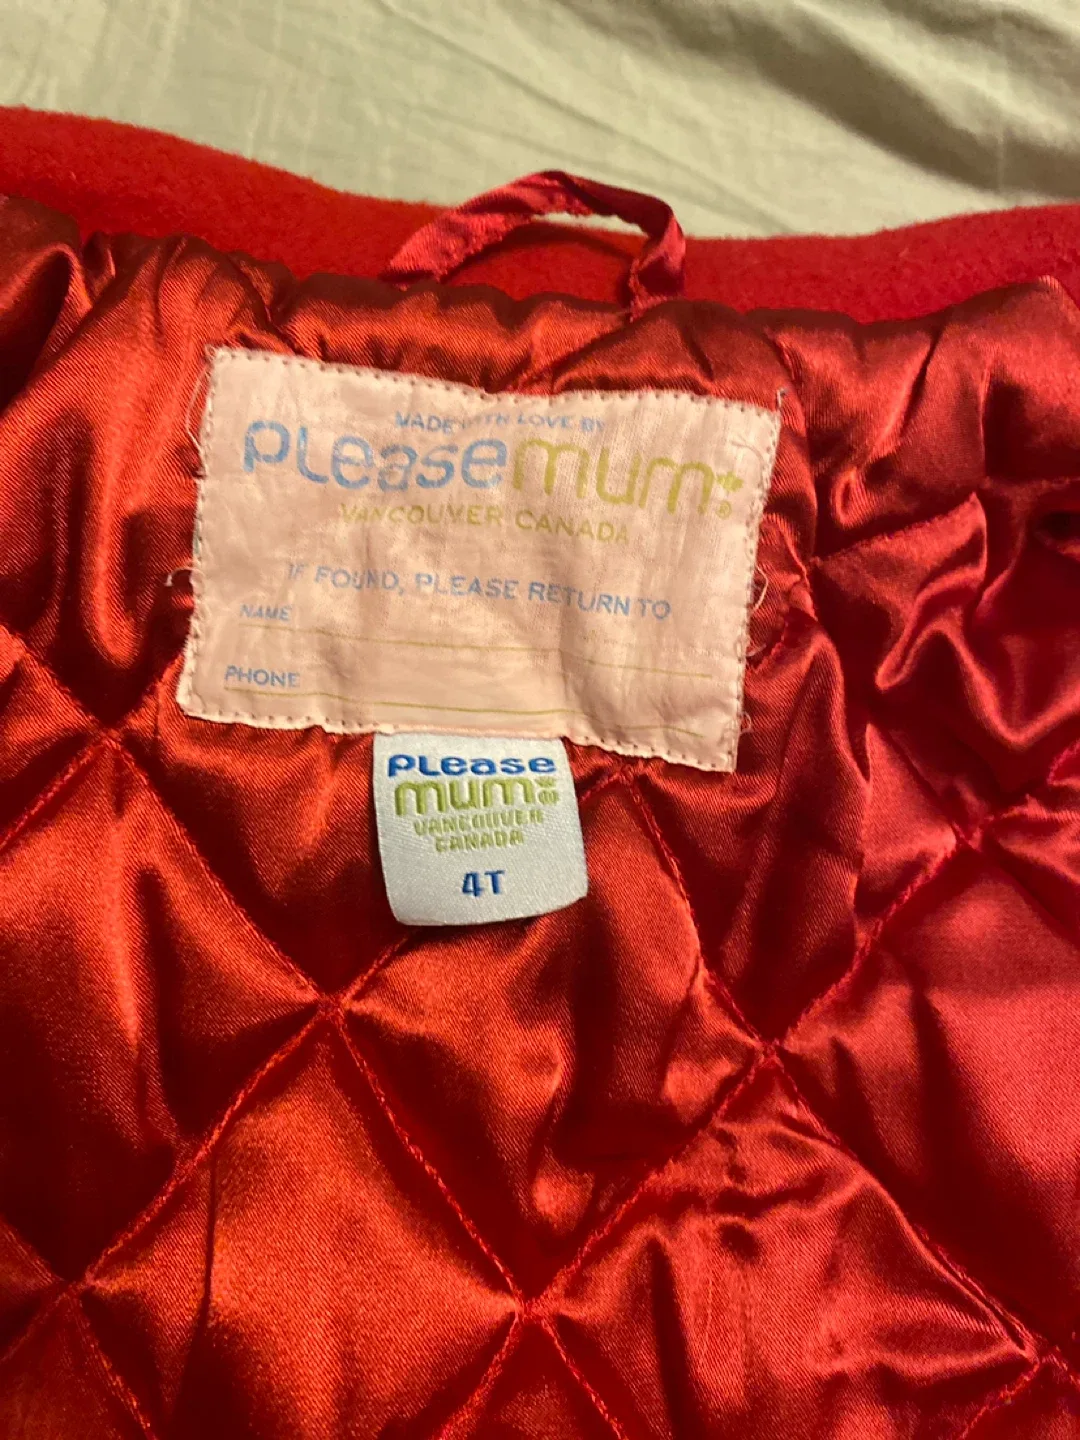 MADE WITH LOVE BY
pLeasemum
VANCOUVER CANADA
IF FOUND, PLEASE RETURN TO
NAME
PHONE
pLease
mum
VANCOUVER
CANADA
4T